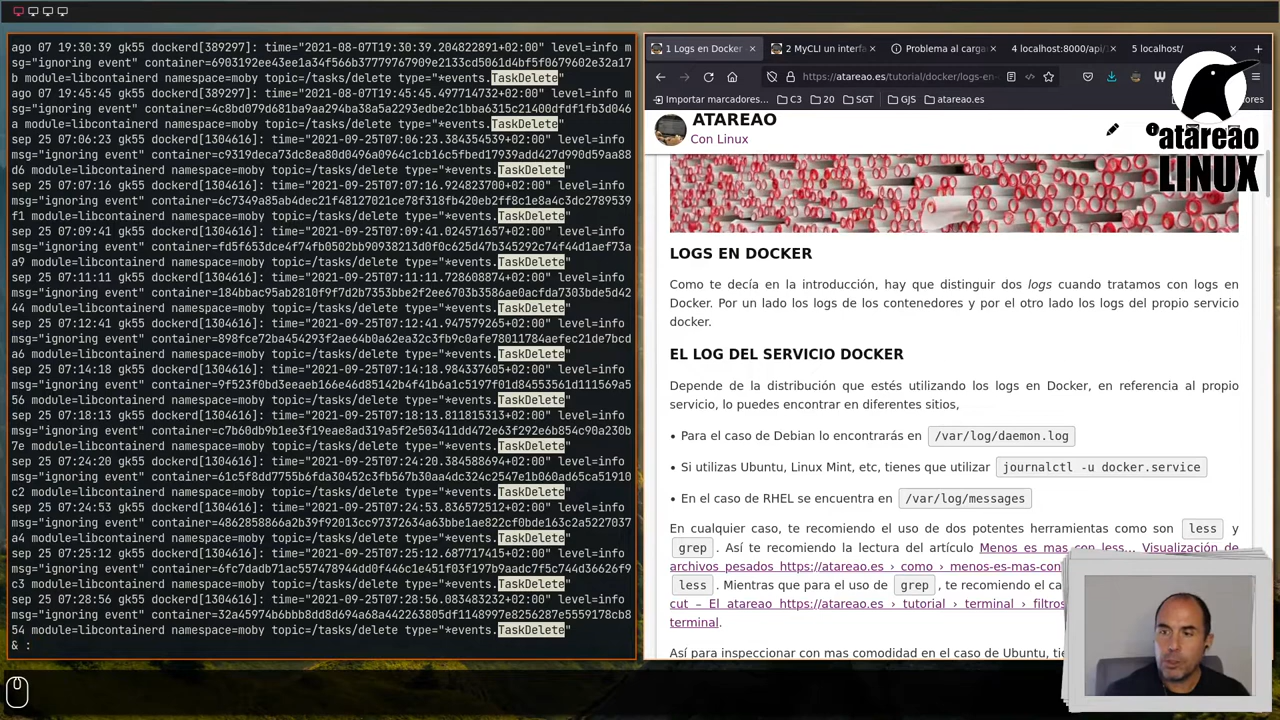 ago 07 19:30:39 gk55 dockerd[389297]: time="2021-08-07T19:30:39.204822891+02:00" level=info m
sg="ignoring event" container=6903192ee43ee1a34f566b37779767909e2133cd5061d4bf5f0679602e32a17
b module=libcontainerd namespace=moby topic=/tasks/delete type="*events.TaskDelete"
ago 07 19:45:45 gk55 dockerd[389297]: time="2021-08-07T19:45:45.497714732+02:00" level=info m
sg="ignoring event" container=4c8bd079d681ba9aa294ba38a5a2293edbe2c1bba6315c21400dfdf1fb3d046
a module=libcontainerd namespace=moby topic=/tasks/delete type="*events.TaskDelete"
sep 25 07:06:23 gk55 dockerd[1304616]: time="2021-09-25T07:06:23.384354539+02:00" level=info 
msg="ignoring event" container=c9319deca73dc8ea80d0496a0964c1cb16c5fbed17939add427d990d59aa88
d6 module=libcontainerd namespace=moby topic=/tasks/delete type="*events.TaskDelete"
sep 25 07:07:16 gk55 dockerd[1304616]: time="2021-09-25T07:07:16.924823700+02:00" level=info 
msg="ignoring event" container=6c7349a85ab4dec21f48127021ce78f318fb420eb2ff8c1e8a4c3dc2789539
f1 module=libcontainerd namespace=moby topic=/tasks/delete type="*events.TaskDelete"
sep 25 07:09:41 gk55 dockerd[1304616]: time="2021-09-25T07:09:41.024571657+02:00" level=info 
msg="ignoring event" container=fd5f653dce4f74fb0502bb90938213d0f0c625d47b345292c74f44d1aef73a
a9 module=libcontainerd namespace=moby topic=/tasks/delete type="*events.TaskDelete"
sep 25 07:11:11 gk55 dockerd[1304616]: time="2021-09-25T07:11:11.728608874+02:00" level=info 
msg="ignoring event" container=184bbac95ab2810f9f7d2b7353bbe2f2ee6703b3586ae0acfda7303bde5d42
44 module=libcontainerd namespace=moby topic=/tasks/delete type="*events.TaskDelete"
sep 25 07:12:41 gk55 dockerd[1304616]: time="2021-09-25T07:12:41.947579265+02:00" level=info 
msg="ignoring event" container=898fce72ba454293f2ae64b0a62ea32c3fb9c0afe78011784aefec21de7bcd
a6 module=libcontainerd namespace=moby topic=/tasks/delete type="*events.TaskDelete"
sep 25 07:14:18 gk55 dockerd[1304616]: time="2021-09-25T07:14:18.984337605+02:00" level=info 
msg="ignoring event" container=9f523f0bd3eeaeb166e46d85142b4f41b6a1c5197f01d84553561d111569a5
56 module=libcontainerd namespace=moby topic=/tasks/delete type="*events.TaskDelete"
sep 25 07:18:13 gk55 dockerd[1304616]: time="2021-09-25T07:18:13.811815313+02:00" level=info 
msg="ignoring event" container=c7b60db9b1ee3f19eae8ad319a5f2e503411dd472e63f292e6b854c90a230b
7e module=libcontainerd namespace=moby topic=/tasks/delete type="*events.TaskDelete"
sep 25 07:24:20 gk55 dockerd[1304616]: time="2021-09-25T07:24:20.384588694+02:00" level=info 
msg="ignoring event" container=61c5f8dd7755b6fda30452c3fb567b30aa4dc324c2547e1b060ad65ca51910
c2 module=libcontainerd namespace=moby topic=/tasks/delete type="*events.TaskDelete"
sep 25 07:24:53 gk55 dockerd[1304616]: time="2021-09-25T07:24:53.836572511+02:00" level=info 
msg="ignoring event" container=4862858866a2b39f92013cc97372634a63bbe1ae822cf0bde163c2a5227037
a4 module=libcontainerd namespace=moby topic=/tasks/delete type="*events.TaskDelete"
sep 25 07:25:12 gk55 dockerd[1304616]: time="2021-09-25T07:25:12.687717415+02:00" level=info 
msg="ignoring event" container=6fc7dadb71ac557478944dd0f446c1e451f03f197b9aadc7f5c744d36626f9
c3 module=libcontainerd namespace=moby topic=/tasks/delete type="*events.TaskDelete"
sep 25 07:28:56 gk55 dockerd[1304616]: time="2021-09-25T07:28:56.083483232+02:00" level=info 
msg="ignoring event" container=32a45974b6bbb8dd8d694a68a442263805df1148997e8256287e5559178cb8
54 module=libcontainerd namespace=moby topic=/tasks/delete type="*events.TaskDelete"
& :
1 Logs en Docker
2 MyCLI un interfa
Problema al carga
4 localhost:8000/api/
5 localhost/
https://atareao.es/tutorial/docker/logs-en-
Importar marcadores... C3 20 SGT GJS atareao.es
ATAREAO
Con Linux
atareao
LINUX
LOGS EN DOCKER
Como te decía en la introducción, hay que distinguir dos logs cuando tratamos con logs en
Docker. Por un lado los logs de los contenedores y por el otro lado los logs del propio servicio
docker.
EL LOG DEL SERVICIO DOCKER
Depende de la distribución que estés utilizando los logs en Docker, en referencia al propio
servicio, lo puedes encontrar en diferentes sitios,
• Para el caso de Debian lo encontrarás en /var/log/daemon.log
• Si utilizas Ubuntu, Linux Mint, etc, tienes que utilizar journalctl -u docker.service
• En el caso de RHEL se encuentra en /var/log/messages
En cualquier caso, te recomiendo el uso de dos potentes herramientas como son less y
grep. Así te recomiendo la lectura del artículo Menos es mas con less... Visualización de
archivos pesados https://atareao.es › como › menos-es-mas-con
less. Mientras que para el uso de grep, te recomiendo el ca
cut – El atareao https://atareao.es › tutorial › terminal › filtros
terminal.
Así para inspeccionar con mas comodidad en el caso de Ubuntu, tie